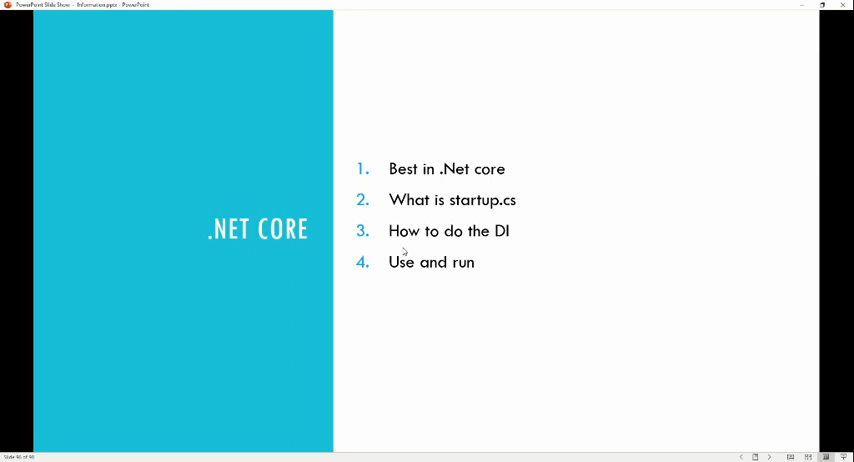 PowerPoint Slide Show - Information.pptx - PowerPoint
.NET CORE
1. Best in .Net core
2. What is startup.cs
3. How to do the DI
4. Use and run